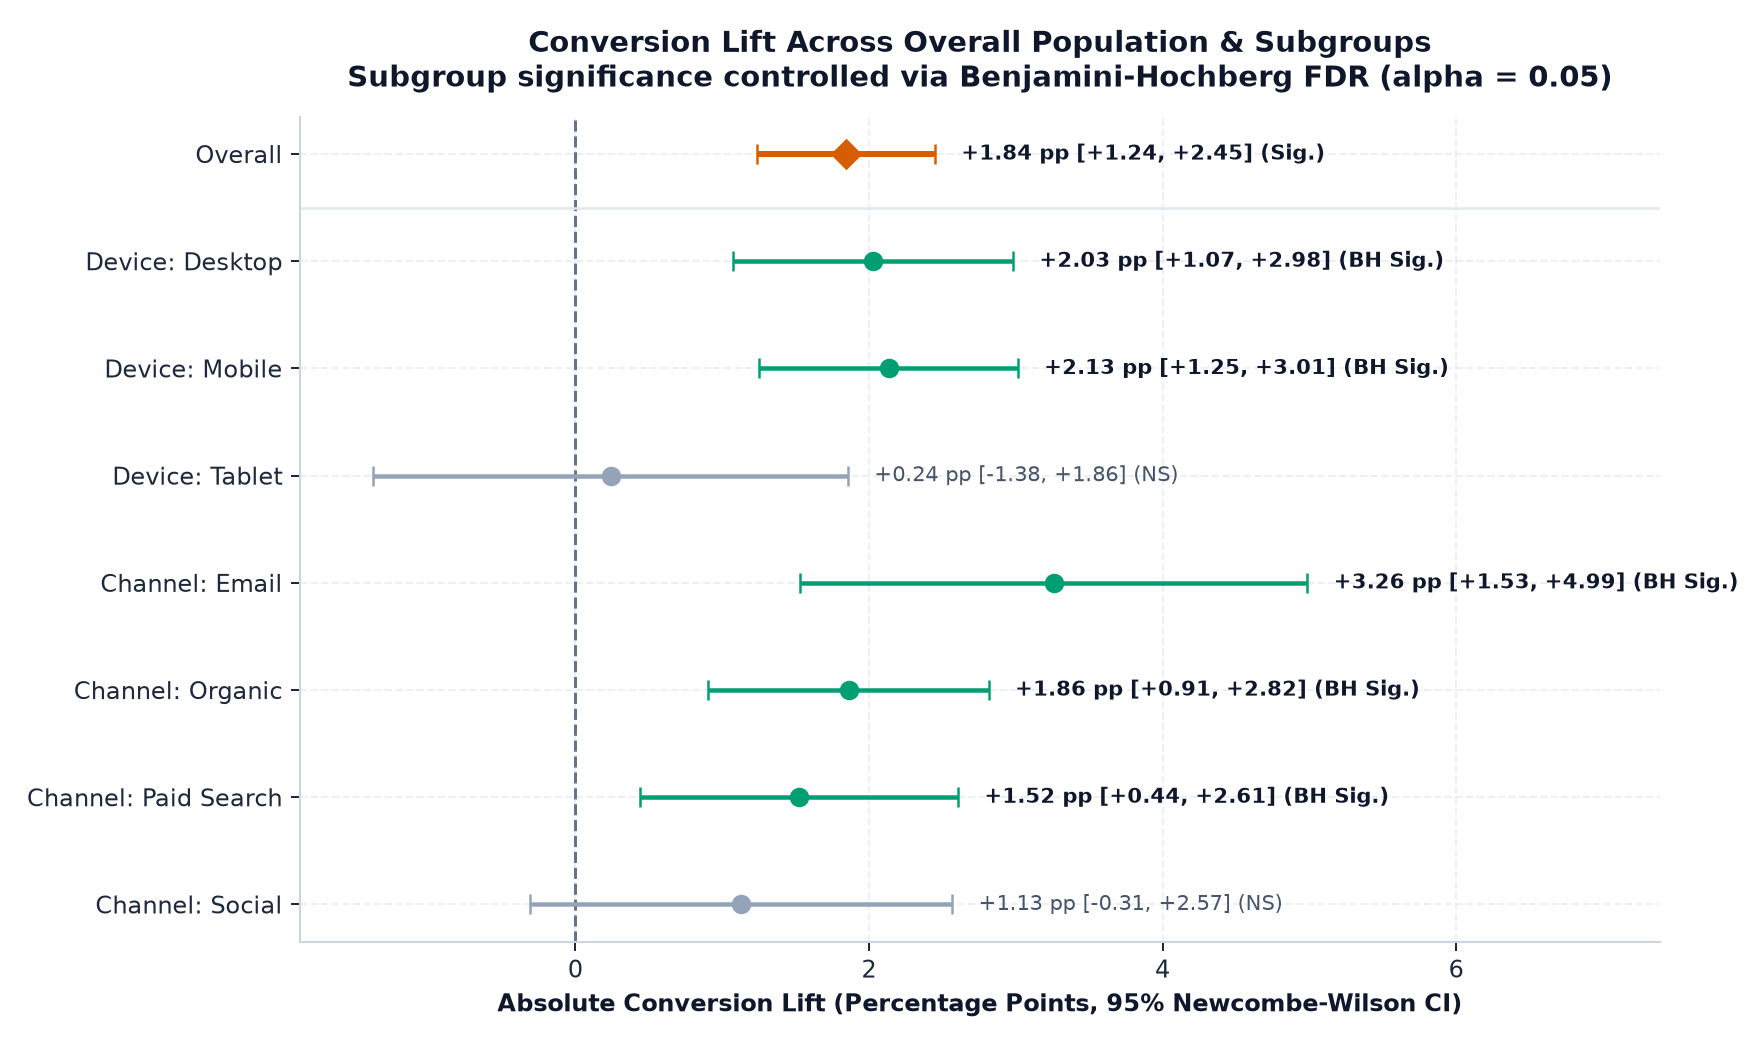 Conversion Lift Across Overall Population & Subgroups
Subgroup significance controlled via Benjamini-Hochberg FDR (alpha = 0.05)
Overall +1.84 pp [+1.24, +2.45] (Sig.)
Device: Desktop +2.03 pp [+1.07, +2.98] (BH Sig.)
Device: Mobile +2.13 pp [+1.25, +3.01] (BH Sig.)
Device: Tablet +0.24 pp [-1.38, +1.86] (NS)
Channel: Email +3.26 pp [+1.53, +4.99] (BH Sig.)
Channel: Organic +1.86 pp [+0.91, +2.82] (BH Sig.)
Channel: Paid Search +1.52 pp [+0.44, +2.61] (BH Sig.)
Channel: Social +1.13 pp [-0.31, +2.57] (NS)
0 2 4 6
Absolute Conversion Lift (Percentage Points, 95% Newcombe-Wilson CI)